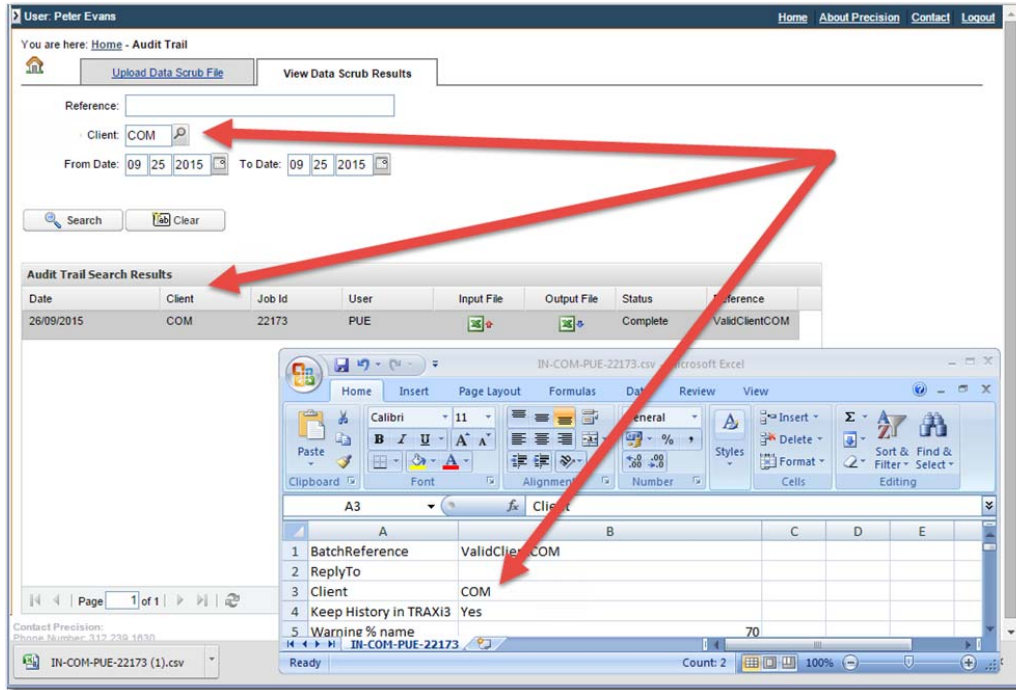 User: Peter Evans
Home About Precision Contact Logout
You are here: Home - Audit Trail
Upload Data Scrub File
View Data Scrub Results
Reference:
Client: COM
From Date: 09 25 2015 To Date: 09 25 2015
Search Clear
Audit Trail Search Results
Date Client Job Id User Input File Output File Status Reference
26/09/2015 COM 22173 PUE Complete ValidClientCOM
IN-COM-PUE-22173.csv - Microsoft Excel
Home Insert Page Layout Formulas Data Review View
Paste
Calibri 11
B I U A A
General
% ,
Styles
Insert
Delete
Format
Σ
Sort & Filter
Find & Select
Clipboard Font Alignment Number Cells Editing
A3 fx Client
A B C D E
1 BatchReference ValidClientCOM
2 ReplyTo
3 Client COM
4 Keep History in TRAXi3 Yes
5 Warning % name 70
IN-COM-PUE-22173
Ready Count: 2 100%
Page 1 of 1
Contact Precision:
Phone Number: 312 239 1630
IN-COM-PUE-22173 (1).csv